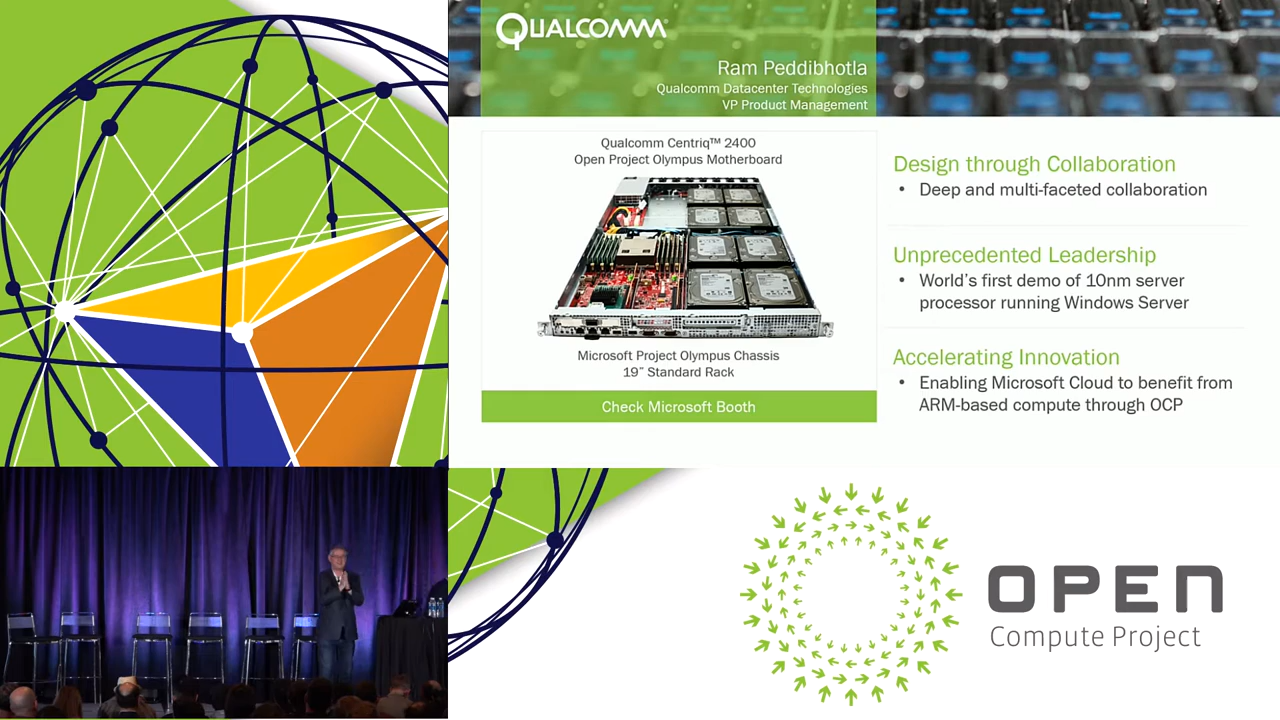 QUALCOMM®
Ram Peddibhotla
Qualcomm Datacenter Technologies
VP Product Management
Qualcomm Centriq™ 2400
Open Project Olympus Motherboard
Microsoft Project Olympus Chassis
19” Standard Rack
Check Microsoft Booth
Design through Collaboration
• Deep and multi-faceted collaboration
Unprecedented Leadership
• World’s first demo of 10nm server
processor running Windows Server
Accelerating Innovation
• Enabling Microsoft Cloud to benefit from
ARM-based compute through OCP
OPEN
Compute Project